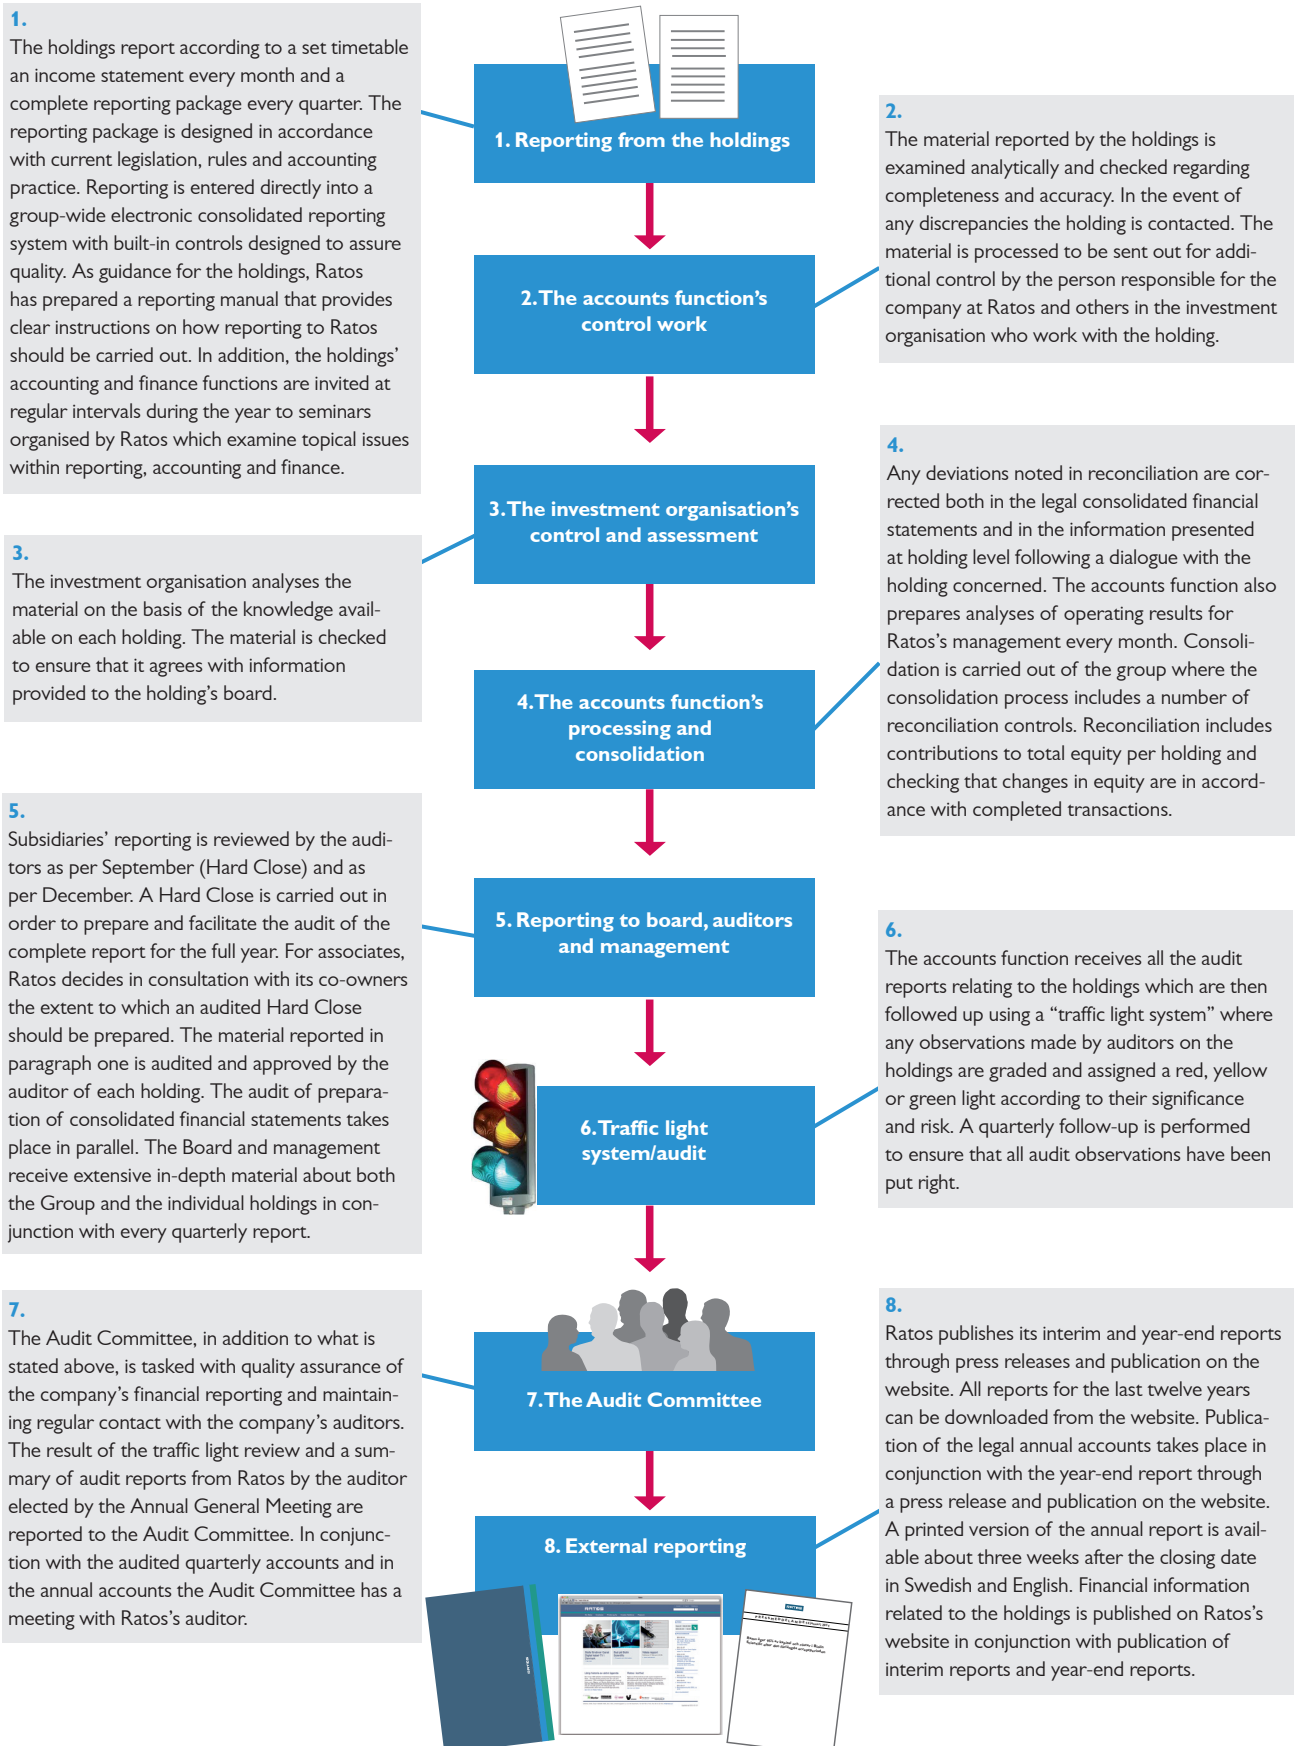 1.
The holdings report according to a set timetable
an income statement every month and a
complete reporting package every quarter. The
reporting package is designed in accordance
with current legislation, rules and accounting
practice. Reporting is entered directly into a
group-wide electronic consolidated reporting
system with built-in controls designed to assure
quality. As guidance for the holdings, Ratos
has prepared a reporting manual that provides
clear instructions on how reporting to Ratos
should be carried out. In addition, the holdings’
accounting and finance functions are invited at
regular intervals during the year to seminars
organised by Ratos which examine topical issues
within reporting, accounting and finance.
1. Reporting from the holdings
2.
The material reported by the holdings is
examined analytically and checked regarding
completeness and accuracy. In the event of
any discrepancies the holding is contacted. The
material is processed to be sent out for addi-
tional control by the person responsible for the
company at Ratos and others in the investment
organisation who work with the holding.
2. The accounts function’s
control work
3. The investment organisation’s
control and assessment
3.
The investment organisation analyses the
material on the basis of the knowledge avail-
able on each holding. The material is checked
to ensure that it agrees with information
provided to the holding’s board.
4.
Any deviations noted in reconciliation are cor-
rected both in the legal consolidated financial
statements and in the information presented
at holding level following a dialogue with the
holding concerned. The accounts function also
prepares analyses of operating results for
Ratos’s management every month. Consoli-
dation is carried out of the group where the
consolidation process includes a number of
reconciliation controls. Reconciliation includes
contributions to total equity per holding and
checking that changes in equity are in accord-
ance with completed transactions.
4. The accounts function’s
processing and
consolidation
5.
Subsidiaries’ reporting is reviewed by the audi-
tors as per September (Hard Close) and as
per December. A Hard Close is carried out in
order to prepare and facilitate the audit of the
complete report for the full year. For associates,
Ratos decides in consultation with its co-owners
the extent to which an audited Hard Close
should be prepared. The material reported in
paragraph one is audited and approved by the
auditor of each holding. The audit of prepara-
tion of consolidated financial statements takes
place in parallel. The Board and management
receive extensive in-depth material about both
the Group and the individual holdings in con-
junction with every quarterly report.
5. Reporting to board, auditors
and management
6.
The accounts function receives all the audit
reports relating to the holdings which are then
followed up using a “traffic light system” where
any observations made by auditors on the
holdings are graded and assigned a red, yellow
or green light according to their significance
and risk. A quarterly follow-up is performed
to ensure that all audit observations have been
put right.
6. Traffic light
system/audit
7.
The Audit Committee, in addition to what is
stated above, is tasked with quality assurance of
the company’s financial reporting and maintain-
ing regular contact with the company’s auditors.
The result of the traffic light review and a sum-
mary of audit reports from Ratos by the auditor
elected by the Annual General Meeting are
reported to the Audit Committee. In conjunc-
tion with the audited quarterly accounts and in
the annual accounts the Audit Committee has a
meeting with Ratos’s auditor.
7. The Audit Committee
8.
Ratos publishes its interim and year-end reports
through press releases and publication on the
website. All reports for the last twelve years
can be downloaded from the website. Publica-
tion of the legal annual accounts takes place in
conjunction with the year-end report through
a press release and publication on the website.
A printed version of the annual report is avail-
able about three weeks after the closing date
in Swedish and English. Financial information
related to the holdings is published on Ratos’s
website in conjunction with publication of
interim reports and year-end reports.
8. External reporting
RATOS